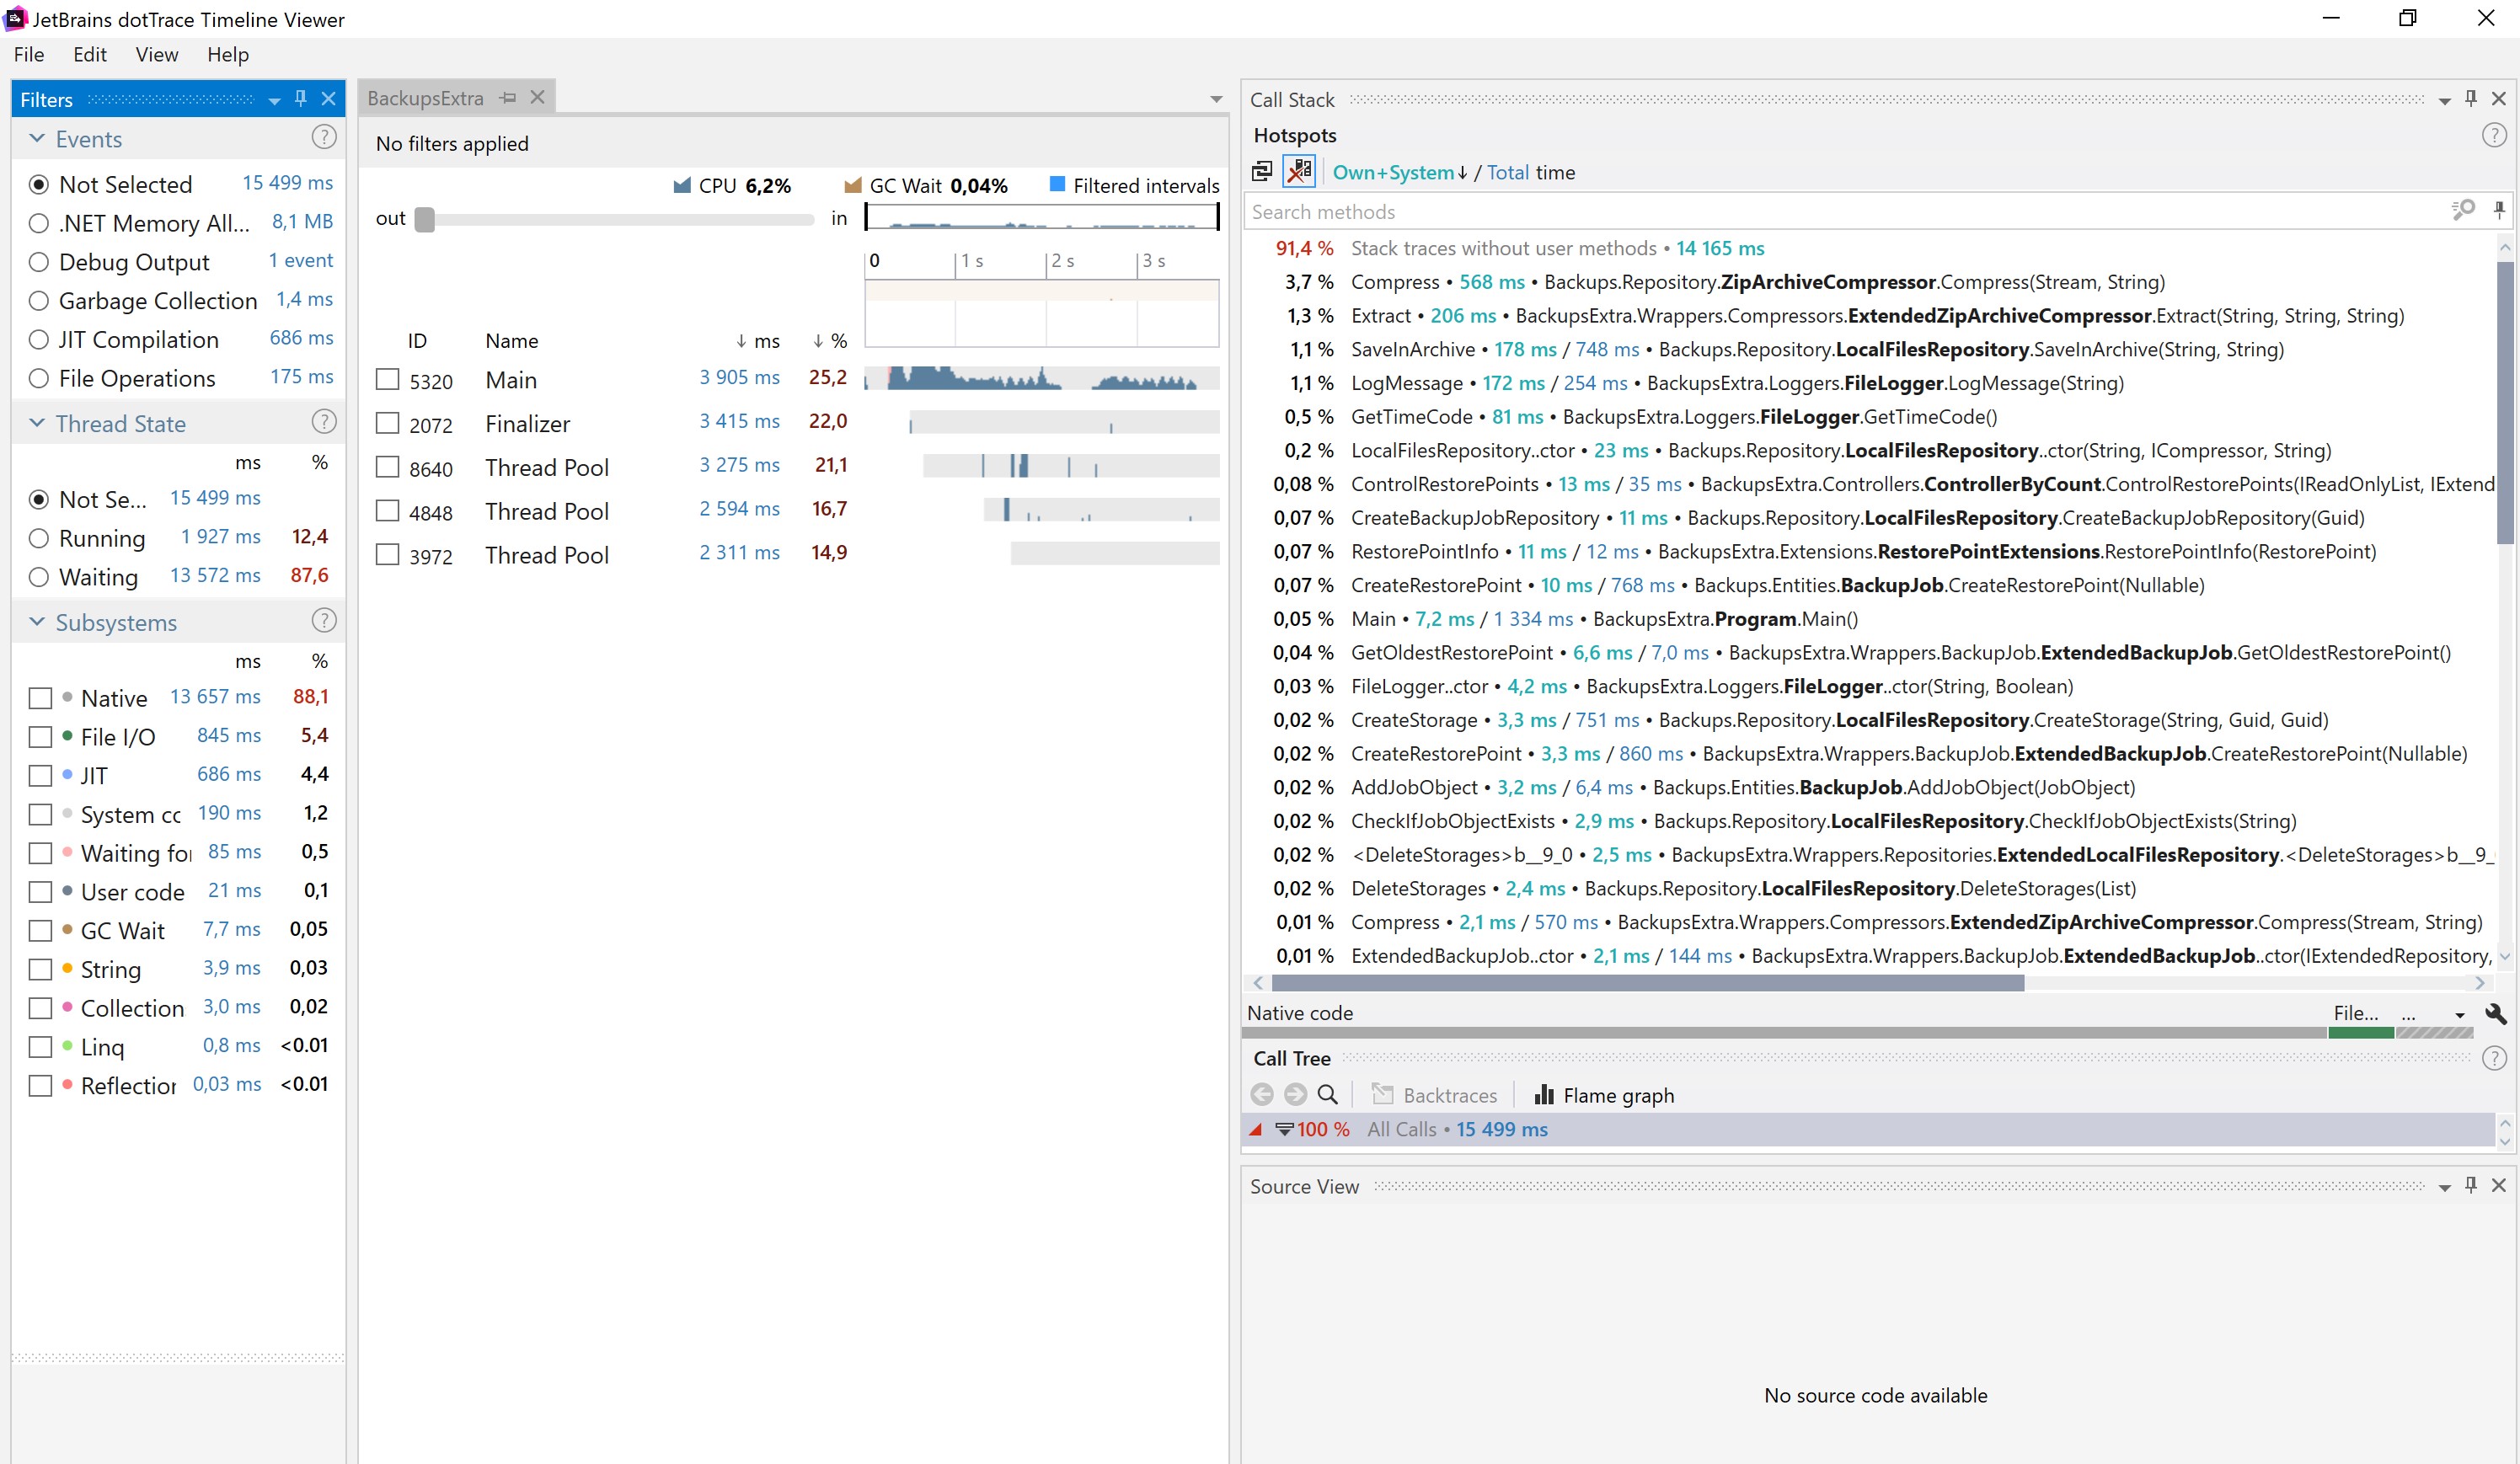 JetBrains dotTrace Timeline Viewer
File Edit View Help
Filters
Events
Not Selected 15 499 ms
.NET Memory All... 8,1 MB
Debug Output 1 event
Garbage Collection 1,4 ms
JIT Compilation 686 ms
File Operations 175 ms
Thread State
ms %
Not Se... 15 499 ms
Running 1 927 ms 12,4
Waiting 13 572 ms 87,6
Subsystems
ms %
Native 13 657 ms 88,1
File I/O 845 ms 5,4
JIT 686 ms 4,4
System cc 190 ms 1,2
Waiting for 85 ms 0,5
User code 21 ms 0,1
GC Wait 7,7 ms 0,05
String 3,9 ms 0,03
Collection 3,0 ms 0,02
Linq 0,8 ms <0.01
Reflection 0,03 ms <0.01
BackupsExtra
No filters applied
CPU 6,2% GC Wait 0,04% Filtered intervals
out in
0 1 s 2 s 3 s
ID Name ↓ ms ↓ %
5320 Main 3 905 ms 25,2
2072 Finalizer 3 415 ms 22,0
8640 Thread Pool 3 275 ms 21,1
4848 Thread Pool 2 594 ms 16,7
3972 Thread Pool 2 311 ms 14,9
Call Stack
Hotspots
Own+System↓ / Total time
Search methods
91,4 % Stack traces without user methods • 14 165 ms
3,7 % Compress • 568 ms • Backups.Repository.ZipArchiveCompressor.Compress(Stream, String)
1,3 % Extract • 206 ms • BackupsExtra.Wrappers.Compressors.ExtendedZipArchiveCompressor.Extract(String, String, String)
1,1 % SaveInArchive • 178 ms / 748 ms • Backups.Repository.LocalFilesRepository.SaveInArchive(String, String)
1,1 % LogMessage • 172 ms / 254 ms • BackupsExtra.Loggers.FileLogger.LogMessage(String)
0,5 % GetTimeCode • 81 ms • BackupsExtra.Loggers.FileLogger.GetTimeCode()
0,2 % LocalFilesRepository..ctor • 23 ms • Backups.Repository.LocalFilesRepository..ctor(String, ICompressor, String)
0,08 % ControlRestorePoints • 13 ms / 35 ms • BackupsExtra.Controllers.ControllerByCount.ControlRestorePoints(IReadOnlyList, IExtend
0,07 % CreateBackupJobRepository • 11 ms • Backups.Repository.LocalFilesRepository.CreateBackupJobRepository(Guid)
0,07 % RestorePointInfo • 11 ms / 12 ms • BackupsExtra.Extensions.RestorePointExtensions.RestorePointInfo(RestorePoint)
0,07 % CreateRestorePoint • 10 ms / 768 ms • Backups.Entities.BackupJob.CreateRestorePoint(Nullable)
0,05 % Main • 7,2 ms / 1 334 ms • BackupsExtra.Program.Main()
0,04 % GetOldestRestorePoint • 6,6 ms / 7,0 ms • BackupsExtra.Wrappers.BackupJob.ExtendedBackupJob.GetOldestRestorePoint()
0,03 % FileLogger..ctor • 4,2 ms • BackupsExtra.Loggers.FileLogger..ctor(String, Boolean)
0,02 % CreateStorage • 3,3 ms / 751 ms • Backups.Repository.LocalFilesRepository.CreateStorage(String, Guid, Guid)
0,02 % CreateRestorePoint • 3,3 ms / 860 ms • BackupsExtra.Wrappers.BackupJob.ExtendedBackupJob.CreateRestorePoint(Nullable)
0,02 % AddJobObject • 3,2 ms / 6,4 ms • Backups.Entities.BackupJob.AddJobObject(JobObject)
0,02 % CheckIfJobObjectExists • 2,9 ms • Backups.Repository.LocalFilesRepository.CheckIfJobObjectExists(String)
0,02 % <DeleteStorages>b__9_0 • 2,5 ms • BackupsExtra.Wrappers.Repositories.ExtendedLocalFilesRepository.<DeleteStorages>b__9_
0,02 % DeleteStorages • 2,4 ms • Backups.Repository.LocalFilesRepository.DeleteStorages(List)
0,01 % Compress • 2,1 ms / 570 ms • BackupsExtra.Wrappers.Compressors.ExtendedZipArchiveCompressor.Compress(Stream, String)
0,01 % ExtendedBackupJob..ctor • 2,1 ms / 144 ms • BackupsExtra.Wrappers.BackupJob.ExtendedBackupJob..ctor(IExtendedRepository,
Native code File... ...
Call Tree
Backtraces Flame graph
100 % All Calls • 15 499 ms
Source View
No source code available